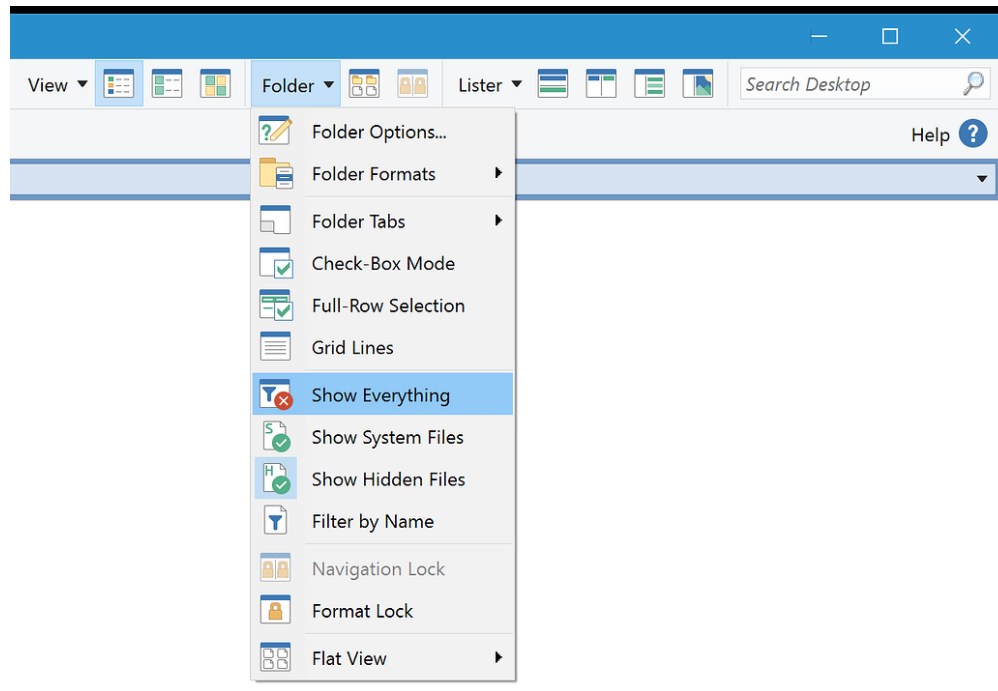 View
Folder
Lister
Search Desktop
Help
Folder Options...
Folder Formats
Folder Tabs
Check-Box Mode
Full-Row Selection
Grid Lines
Show Everything
Show System Files
Show Hidden Files
Filter by Name
Navigation Lock
Format Lock
Flat View